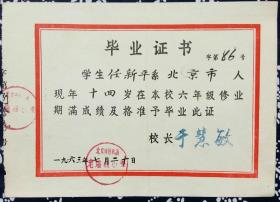 毕业证书
字第86号
学生任新平系北京市人
现年十四岁在本校六年级修业
期满成绩及格准予毕业此证
校长于慧敏
一九六三年七月二十日